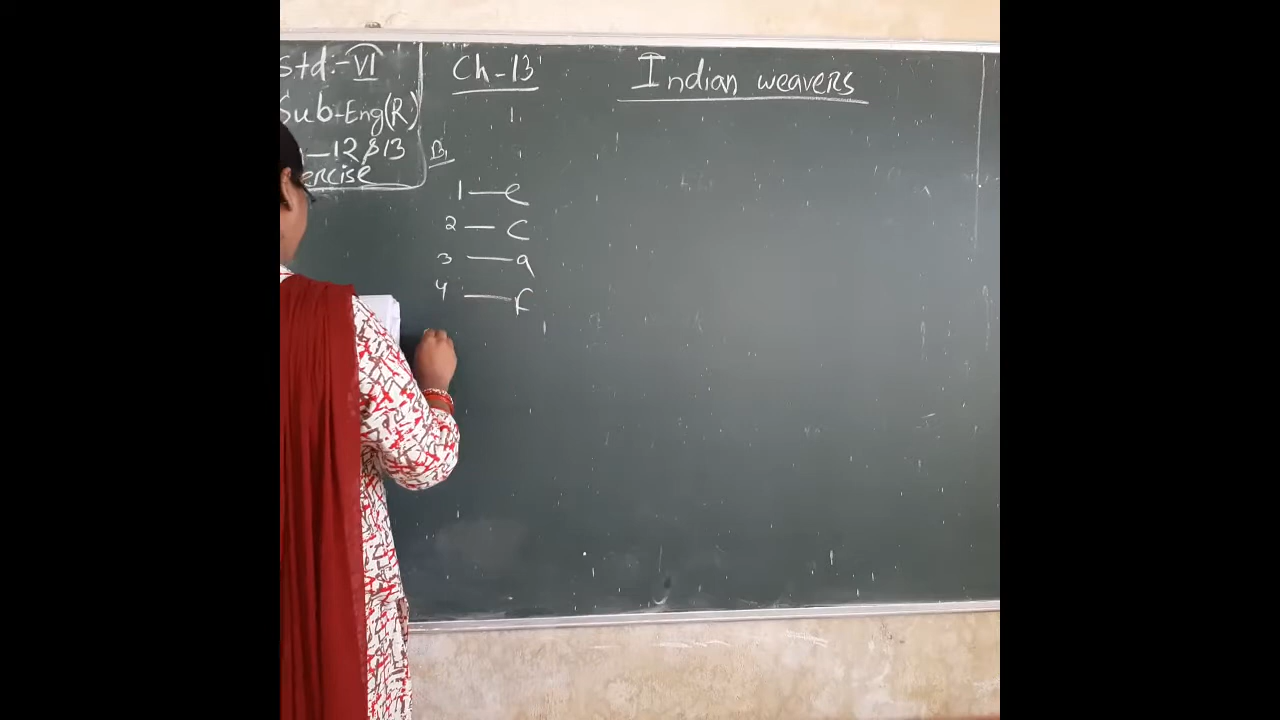 Std.-VI
Sub-Eng(R)
-12 & 13
ercise
Ch-13
Indian weavers
B.
1 — e
2 — c
3 — a
4 — f